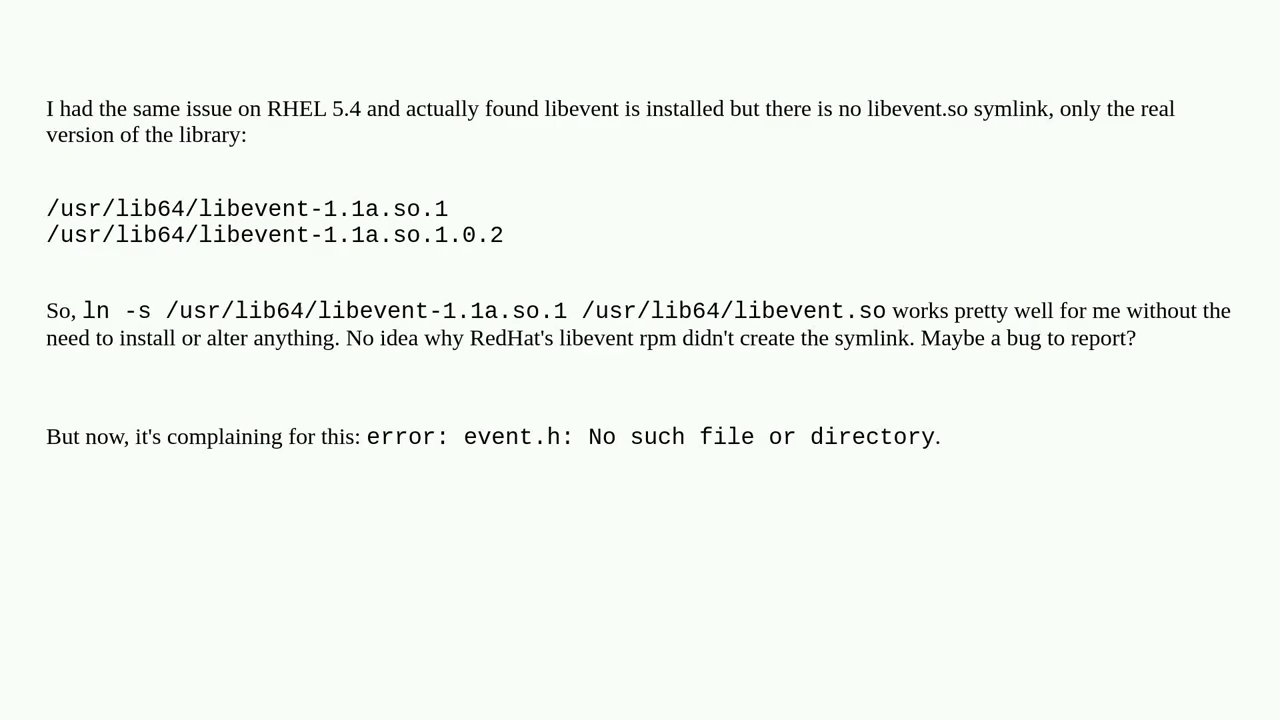 I had the same issue on RHEL 5.4 and actually found libevent is installed but there is no libevent.so symlink, only the real
version of the library:
/usr/lib64/libevent-1.1a.so.1
/usr/lib64/libevent-1.1a.so.1.0.2
So, ln -s /usr/lib64/libevent-1.1a.so.1 /usr/lib64/libevent.so works pretty well for me without the
need to install or alter anything. No idea why RedHat's libevent rpm didn't create the symlink. Maybe a bug to report?
But now, it's complaining for this: error: event.h: No such file or directory.